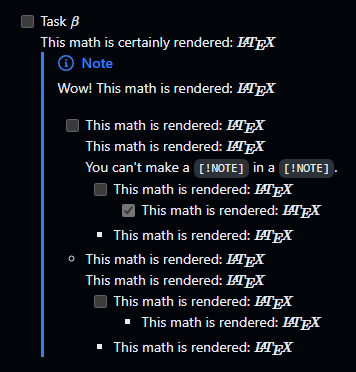 Task β
This math is certainly rendered: LATEX
Note
Wow! This math is rendered: LATEX
This math is rendered: LATEX
This math is rendered: LATEX
You can't make a [!NOTE] in a [!NOTE].
This math is rendered: LATEX
This math is rendered: LATEX
This math is rendered: LATEX
This math is rendered: LATEX
This math is rendered: LATEX
This math is rendered: LATEX
This math is rendered: LATEX
This math is rendered: LATEX